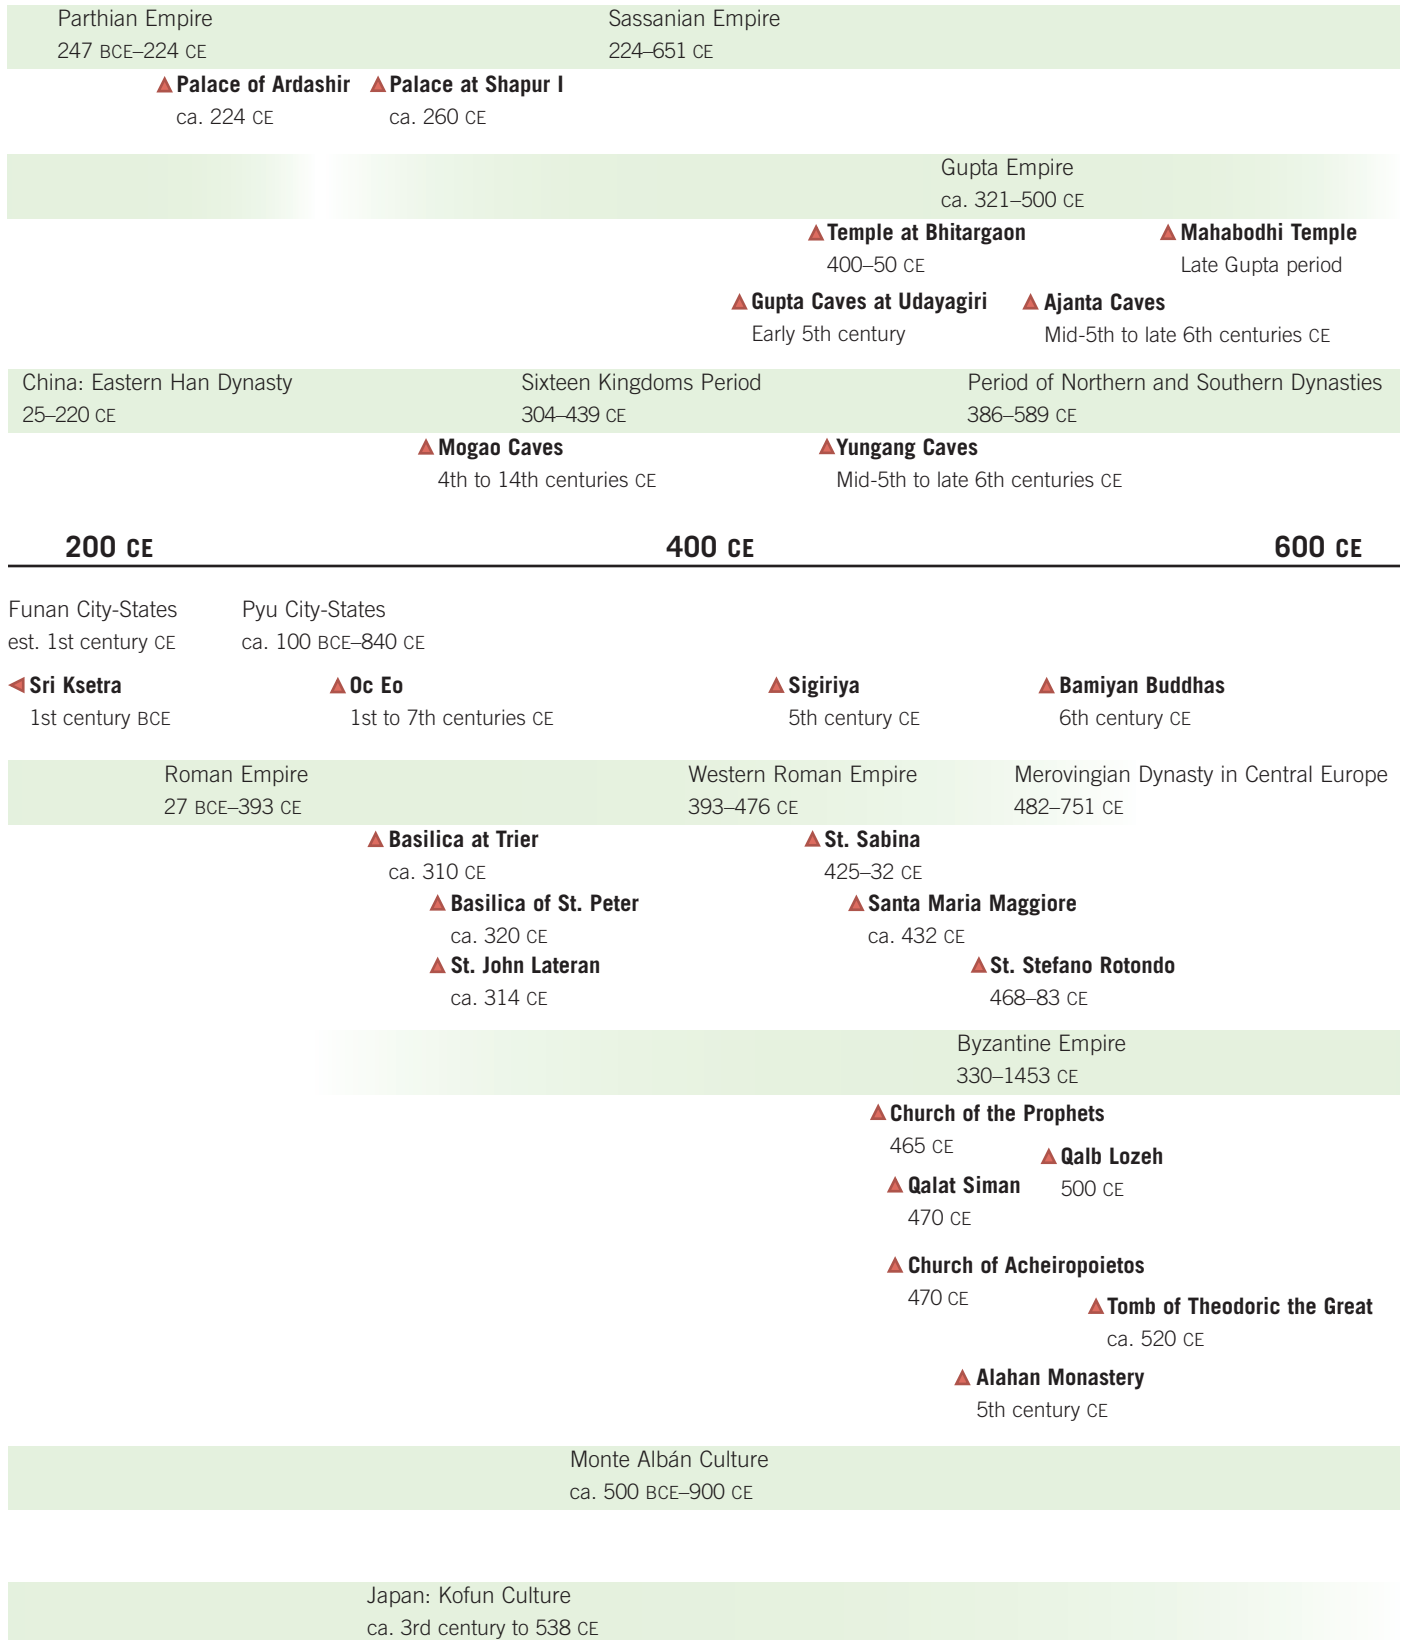 Parthian Empire
247 BCE–224 CE
Sassanian Empire
224–651 CE
Palace of Ardashir
ca. 224 CE
Palace at Shapur I
ca. 260 CE
Gupta Empire
ca. 321–500 CE
Temple at Bhitargaon
400–50 CE
Mahabodhi Temple
Late Gupta period
Gupta Caves at Udayagiri
Early 5th century
Ajanta Caves
Mid-5th to late 6th centuries CE
China: Eastern Han Dynasty
25–220 CE
Sixteen Kingdoms Period
304–439 CE
Period of Northern and Southern Dynasties
386–589 CE
Mogao Caves
4th to 14th centuries CE
Yungang Caves
Mid-5th to late 6th centuries CE
200 CE
400 CE
600 CE
Funan City-States
est. 1st century CE
Pyu City-States
ca. 100 BCE–840 CE
Sri Ksetra
1st century BCE
Oc Eo
1st to 7th centuries CE
Sigiriya
5th century CE
Bamiyan Buddhas
6th century CE
Roman Empire
27 BCE–393 CE
Western Roman Empire
393–476 CE
Merovingian Dynasty in Central Europe
482–751 CE
Basilica at Trier
ca. 310 CE
St. Sabina
425–32 CE
Basilica of St. Peter
ca. 320 CE
Santa Maria Maggiore
ca. 432 CE
St. John Lateran
ca. 314 CE
St. Stefano Rotondo
468–83 CE
Byzantine Empire
330–1453 CE
Church of the Prophets
465 CE
Qalb Lozeh
500 CE
Qalat Siman
470 CE
Church of Acheiropoietos
470 CE
Tomb of Theodoric the Great
ca. 520 CE
Alahan Monastery
5th century CE
Monte Albán Culture
ca. 500 BCE–900 CE
Japan: Kofun Culture
ca. 3rd century to 538 CE